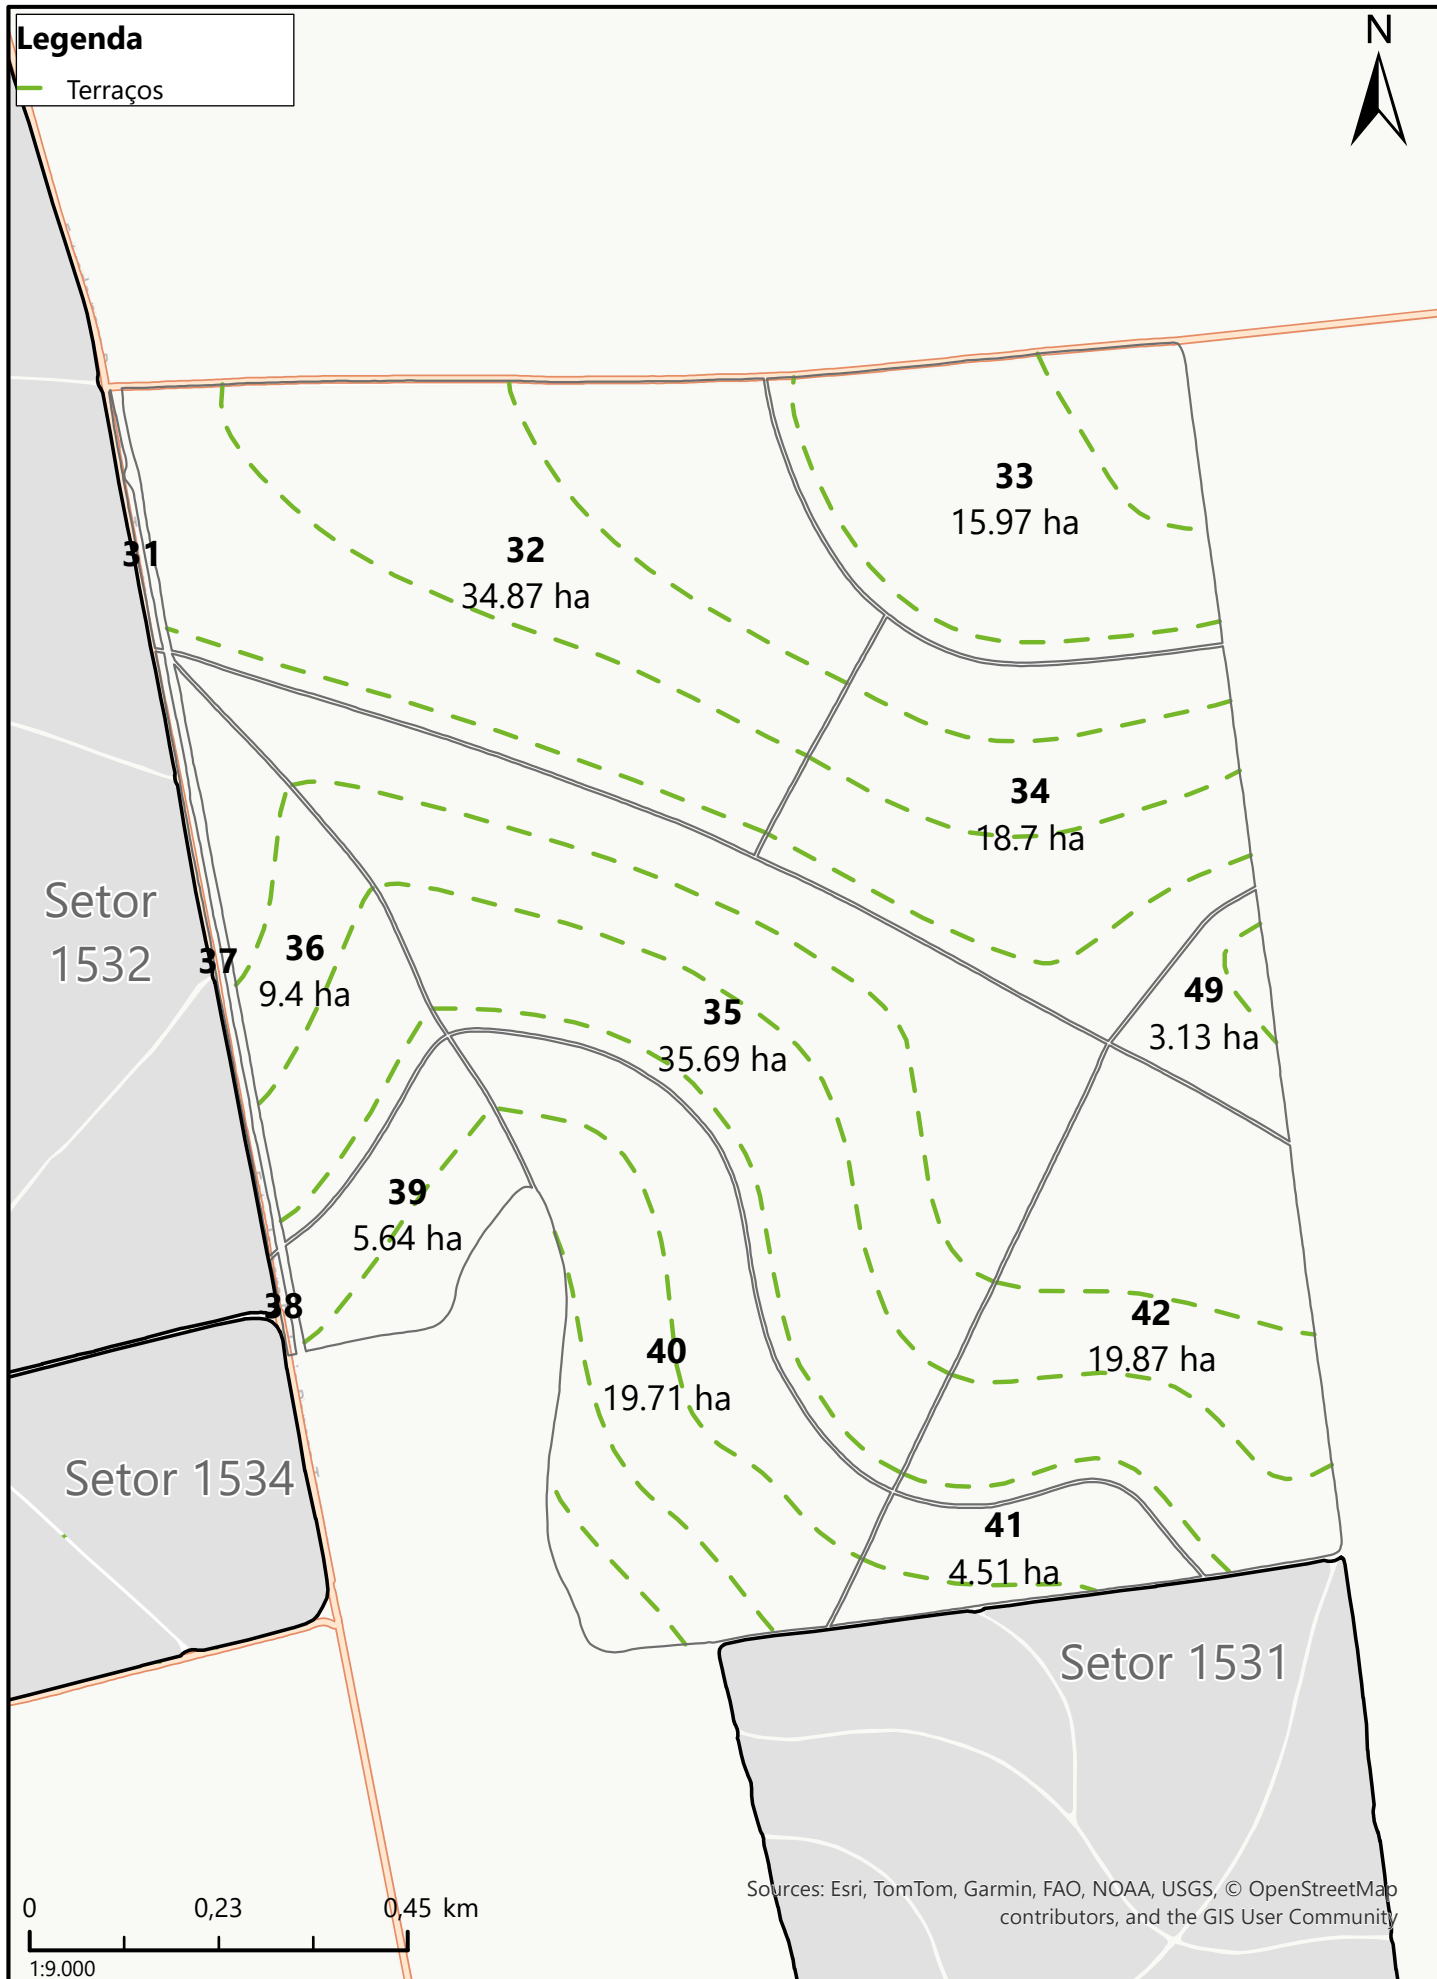 Legenda
Terraços
N
33
15.97 ha
32
34.87 ha
31
34
18.7 ha
Setor
1532
37
36
9.4 ha
35
35.69 ha
49
3.13 ha
39
5.64 ha
38
42
19.87 ha
40
19.71 ha
Setor 1534
41
4.51 ha
Setor 1531
Sources: Esri, TomTom, Garmin, FAO, NOAA, USGS, © OpenStreetMap
contributors, and the GIS User Community
0 0,23 0,45 km
1:9.000